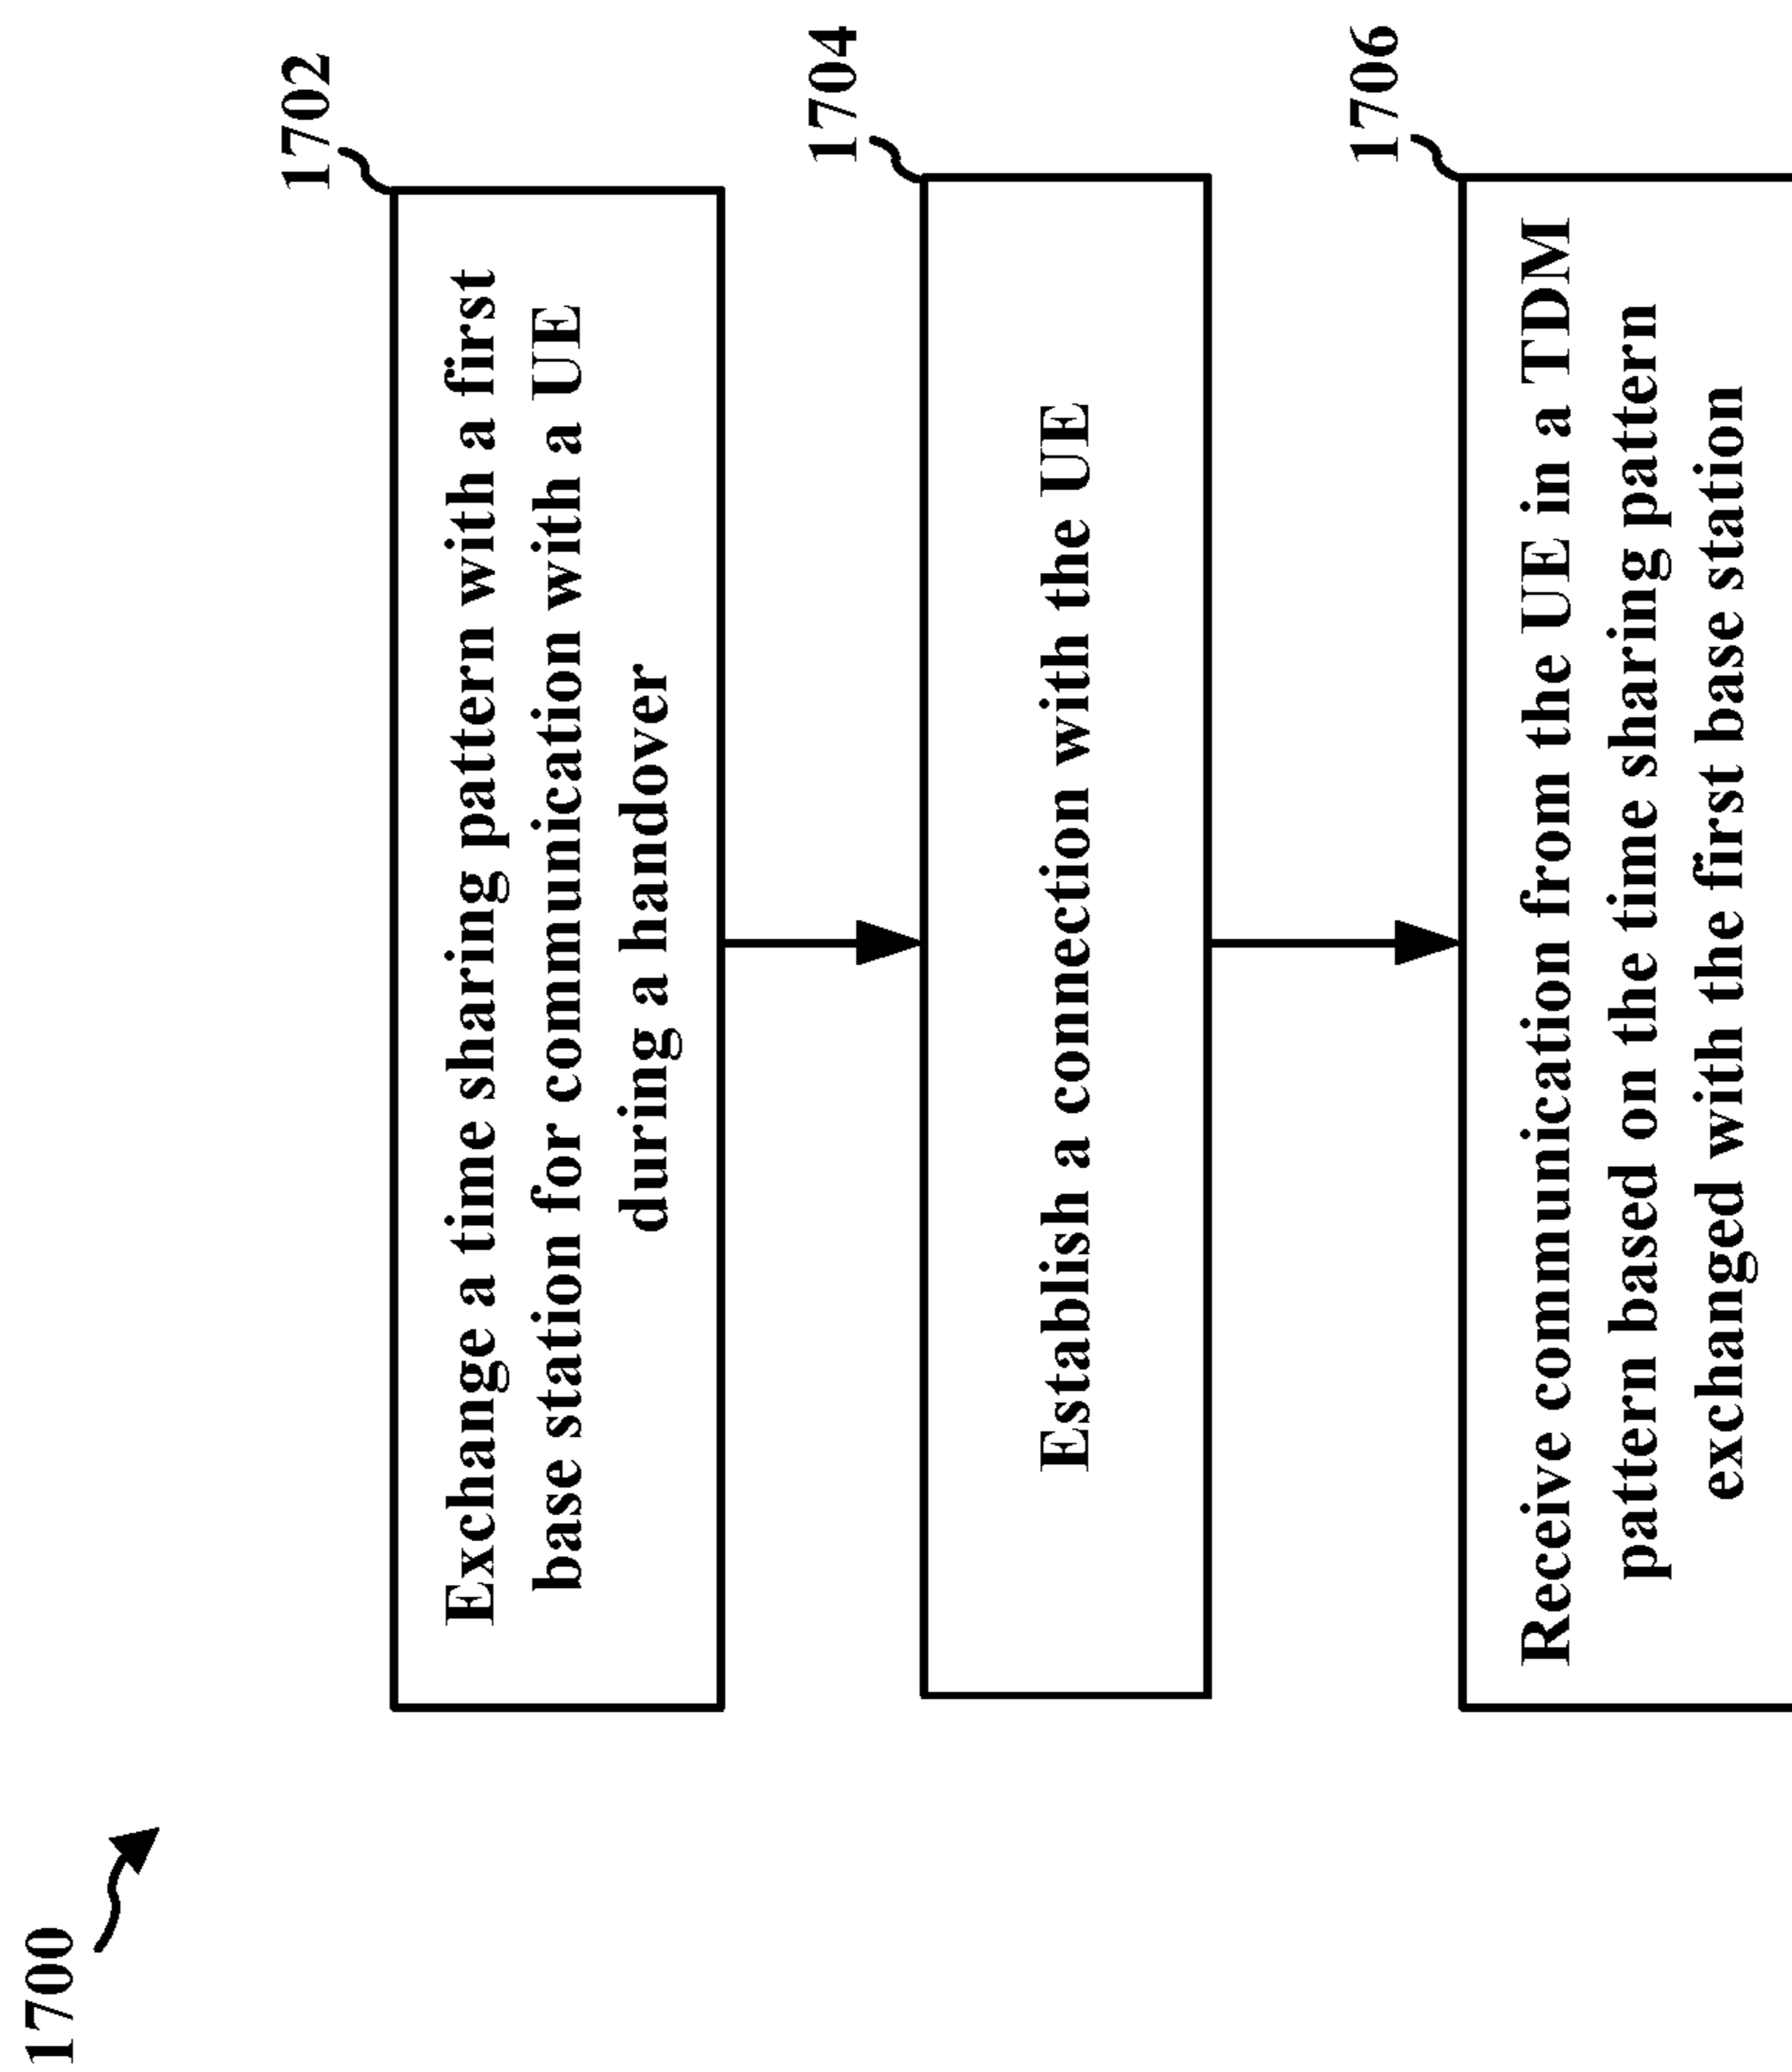 1700
1702
Exchange a time sharing pattern with a first
base station for communication with a UE
during a handover
1704
Establish a connection with the UE
1706
Receive communication from the UE in a TDM
pattern based on the time sharing pattern
exchanged with the first base station